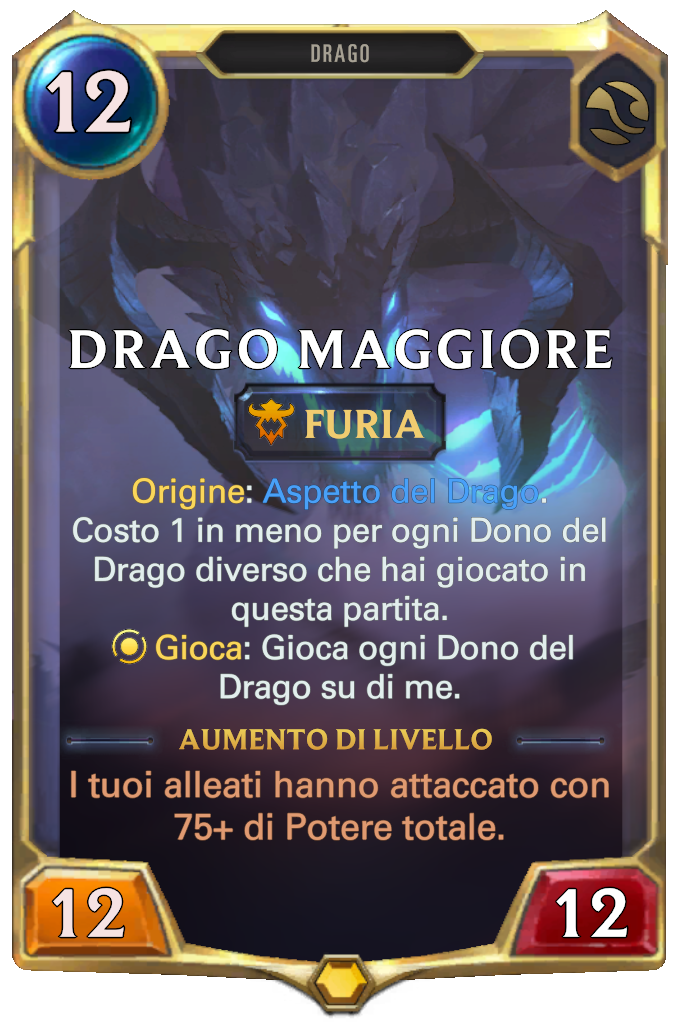 DRAGO
12
DRAGO MAGGIORE
FURIA
Origine: Aspetto del Drago.
Costo 1 in meno per ogni Dono del
Drago diverso che hai giocato in
questa partita.
Gioca: Gioca ogni Dono del
Drago su di me.
AUMENTO DI LIVELLO
I tuoi alleati hanno attaccato con
75+ di Potere totale.
12
12